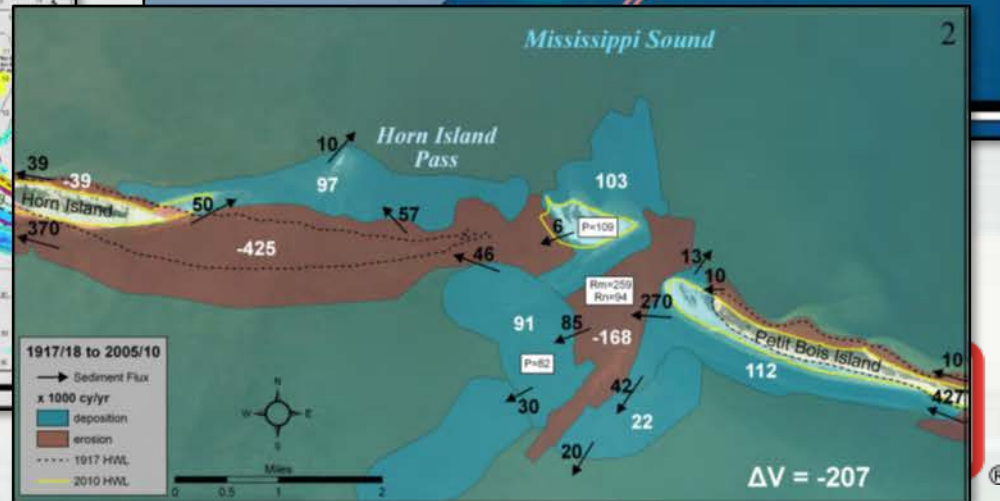 Mississippi Sound
2
Horn Island
Pass
10
39
-39
97
103
Horn Island
50
57
6
P=109
370
-425
46
13
10
Rm=259
Rn=94
270
91
85
-168
Petit Bois Island
10
P=82
112
427
42
30
22
20
1917/18 to 2005/10
Sediment Flux
x 1000 cy/yr
deposition
erosion
1917 HWL
2010 HWL
N
W
E
S
Miles
0
0.5
1
2
ΔV = -207
®